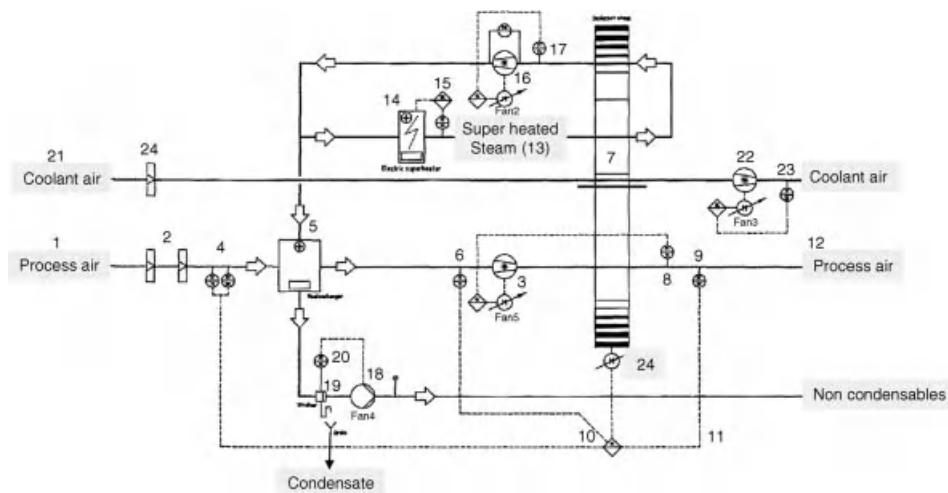 17
16
15
14
Fan2
Super heated
Steam (13)
Electric superheater
7
21
24
22
Coolant air
23
Coolant air
Fan3
1
2
4
5
6
8
9
12
Process air
3
Process air
Fan5
20
18
19
24
Fan4
Non condensables
10
11
Condensate